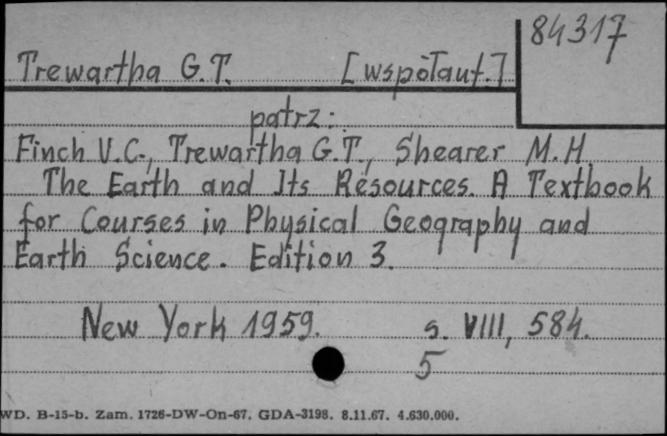 84317
Trewartha G.T. [współaut.]
patrz:
Finch V.C., Trewartha G.T., Shearer M.H.
The Earth and Its Resources. A Textbook
for Courses in Physical Geography and
Earth Science. Edition 3.
New York 1959. s. VIII, 584.
5
WD. B-15-b. Zam. 1726-DW-On-67. GDA-3198. 8.11.67. 4.630.000.